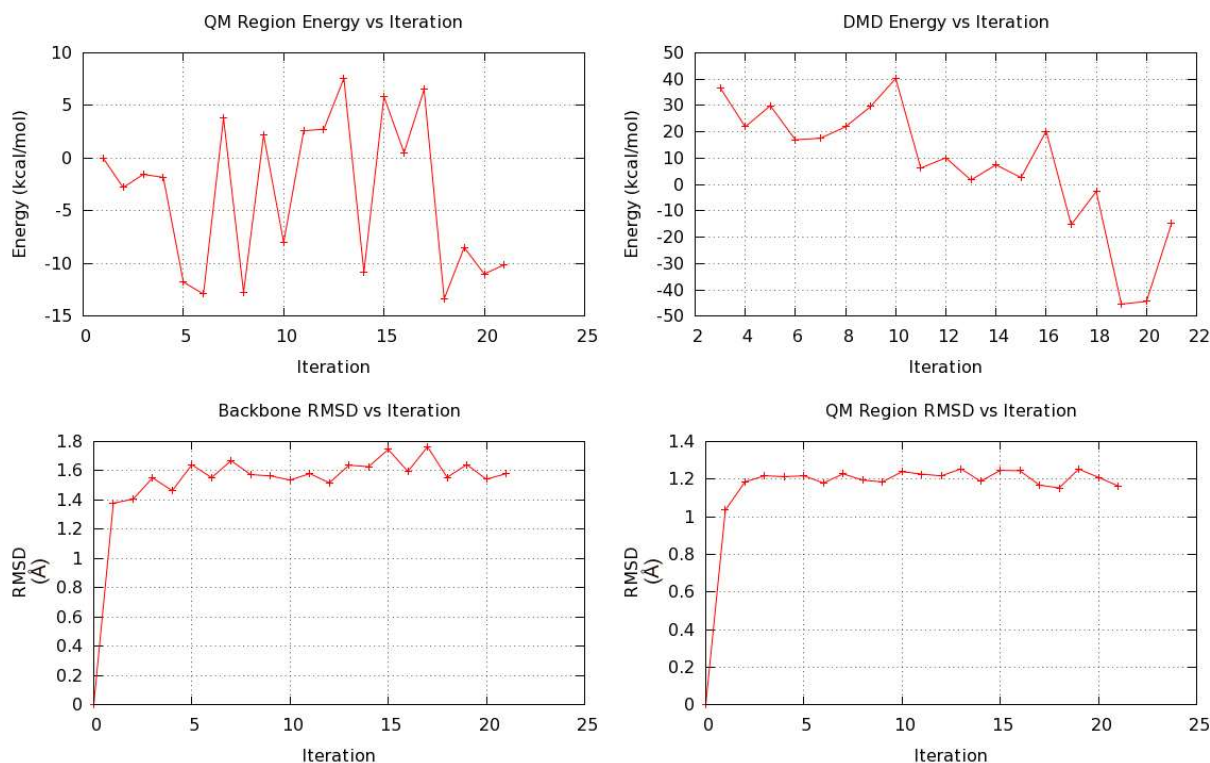 QM Region Energy vs Iteration
10
5
0
-5
-10
-15
Energy (kcal/mol)
0 5 10 15 20 25
Iteration
DMD Energy vs Iteration
50
40
30
20
10
0
-10
-20
-30
-40
-50
Energy (kcal/mol)
2 4 6 8 10 12 14 16 18 20 22
Iteration
Backbone RMSD vs Iteration
1.8
1.6
1.4
1.2
1
0.8
0.6
0.4
0.2
0
RMSD
(Å)
0 5 10 15 20 25
Iteration
QM Region RMSD vs Iteration
1.4
1.2
1
0.8
0.6
0.4
0.2
0
RMSD
(Å)
0 5 10 15 20 25
Iteration